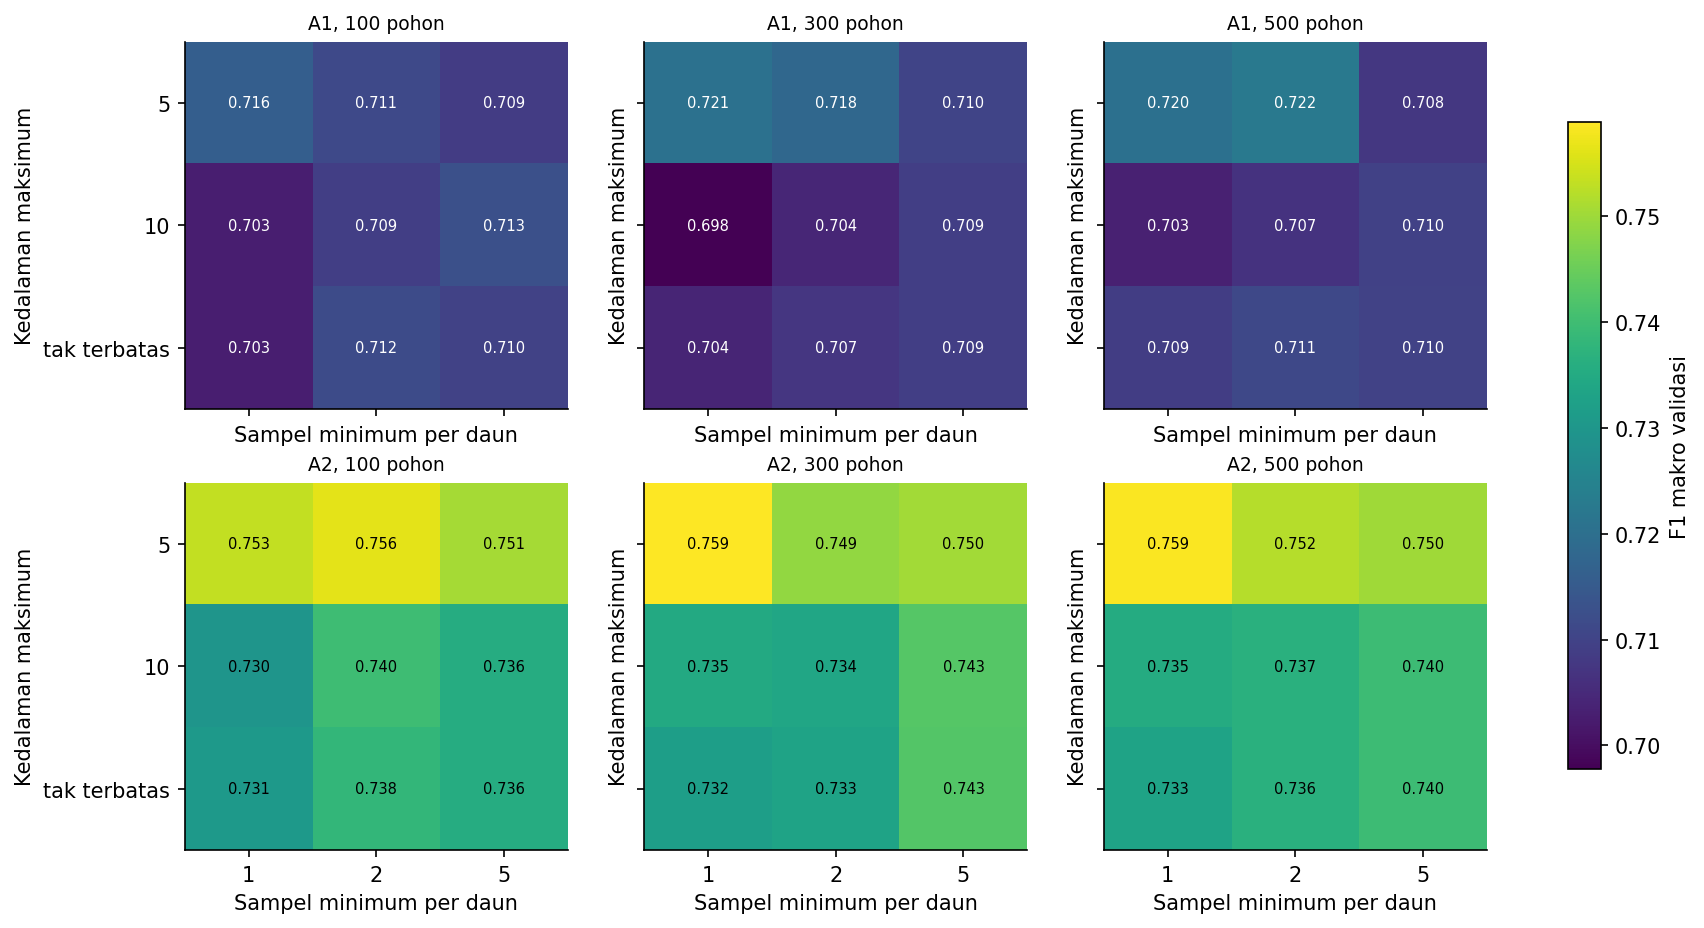 A1, 100 pohon
A1, 300 pohon
A1, 500 pohon
Kedalaman maksimum
Kedalaman maksimum
Kedalaman maksimum
5
0.716 0.711 0.709
0.721 0.718 0.710
0.720 0.722 0.708
10
0.703 0.709 0.713
0.698 0.704 0.709
0.703 0.707 0.710
tak terbatas
0.703 0.712 0.710
0.704 0.707 0.709
0.709 0.711 0.710
Sampel minimum per daun
Sampel minimum per daun
Sampel minimum per daun
A2, 100 pohon
A2, 300 pohon
A2, 500 pohon
Kedalaman maksimum
Kedalaman maksimum
Kedalaman maksimum
5
0.753 0.756 0.751
0.759 0.749 0.750
0.759 0.752 0.750
10
0.730 0.740 0.736
0.735 0.734 0.743
0.735 0.737 0.740
tak terbatas
0.731 0.738 0.736
0.732 0.733 0.743
0.733 0.736 0.740
1 2 5
1 2 5
1 2 5
Sampel minimum per daun
Sampel minimum per daun
Sampel minimum per daun
0.75
0.74
0.73
0.72
0.71
0.70
F1 makro validasi